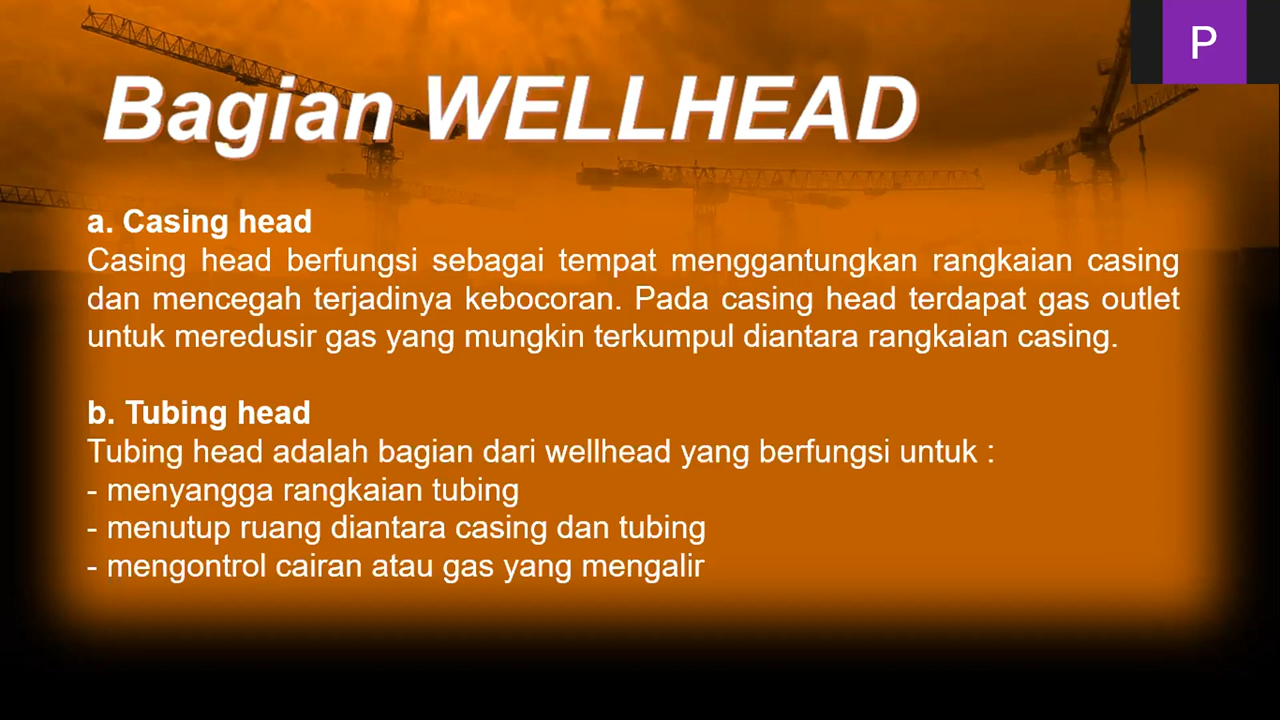 P
Bagian WELLHEAD
a. Casing head
Casing head berfungsi sebagai tempat menggantungkan rangkaian casing
dan mencegah terjadinya kebocoran. Pada casing head terdapat gas outlet
untuk meredusir gas yang mungkin terkumpul diantara rangkaian casing.
b. Tubing head
Tubing head adalah bagian dari wellhead yang berfungsi untuk :
- menyangga rangkaian tubing
- menutup ruang diantara casing dan tubing
- mengontrol cairan atau gas yang mengalir